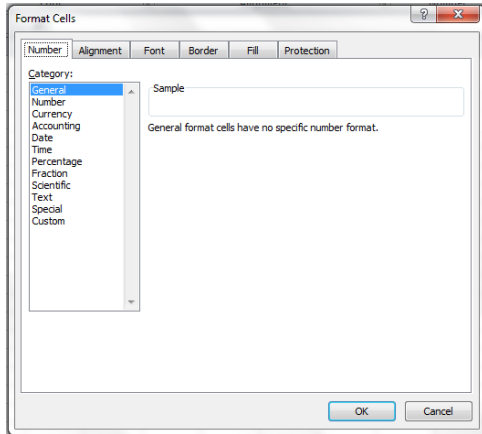 Format Cells
Number Alignment Font Border Fill Protection
Category:
General
Number
Currency
Accounting
Date
Time
Percentage
Fraction
Scientific
Text
Special
Custom
Sample
General format cells have no specific number format.
OK Cancel